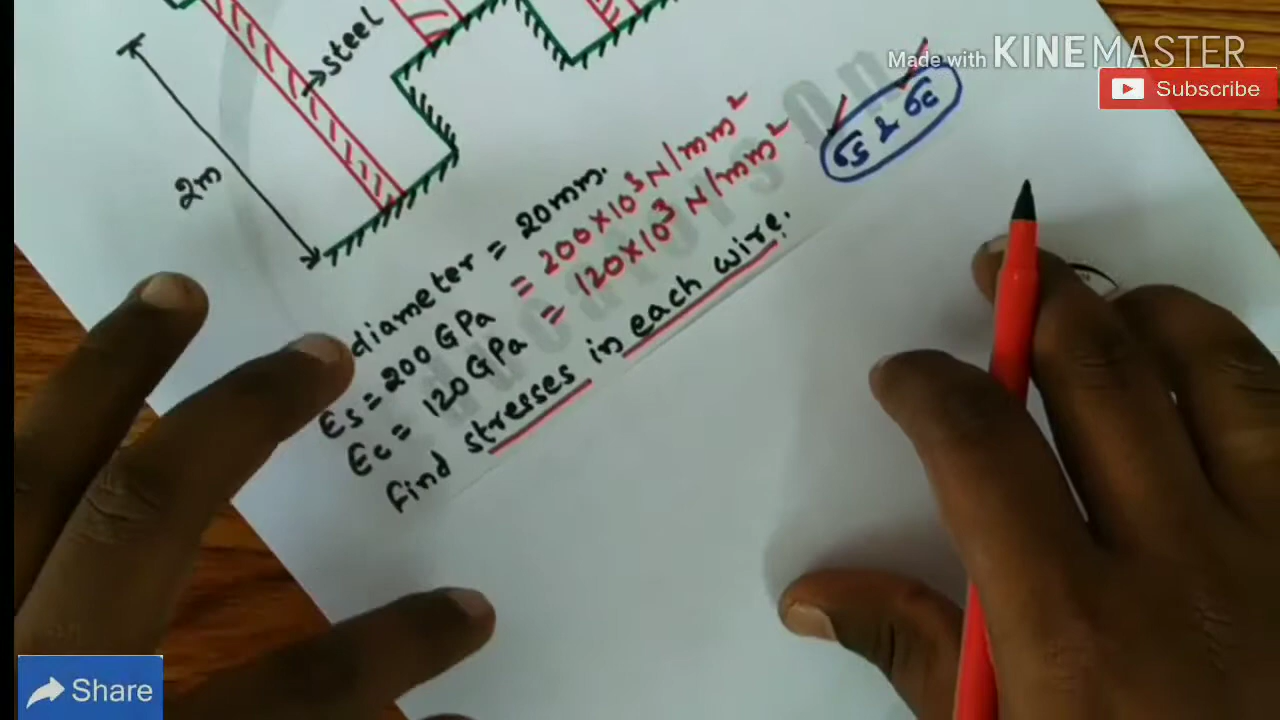 Made with KINEMASTER
Subscribe
steel
2m
σs & σc
diameter = 20mm.
Es = 200 GPa = 200×10³ N/mm²
Ec = 120 GPa = 120×10³ N/mm²
Find stresses in each wire.
Share